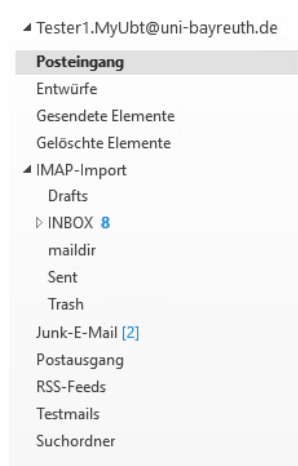 Tester1.MyUbt@uni-bayreuth.de
Posteingang
Entwürfe
Gesendete Elemente
Gelöschte Elemente
IMAP-Import
Drafts
INBOX 8
maildir
Sent
Trash
Junk-E-Mail [2]
Postausgang
RSS-Feeds
Testmails
Suchordner